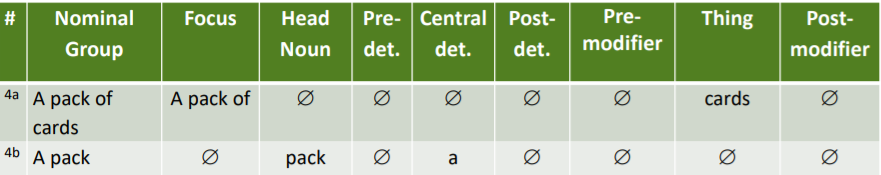 # Nominal Group Focus Head Noun Pre-det. Central det. Post-det. Pre-modifier Thing Post-modifier
4a A pack of cards A pack of ∅ ∅ ∅ ∅ ∅ cards ∅
4b A pack ∅ pack ∅ a ∅ ∅ ∅ ∅